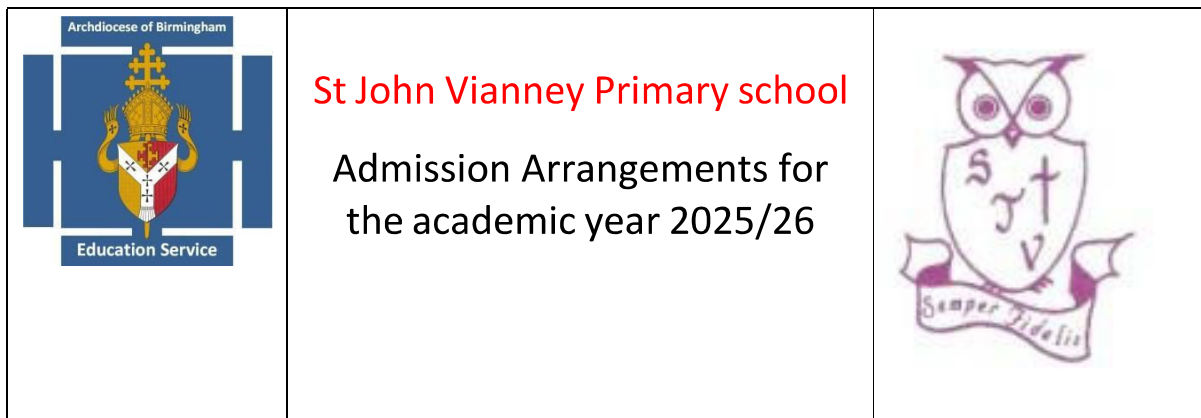 Archdiocese of Birmingham
Education Service
St John Vianney Primary school
Admission Arrangements for
the academic year 2025/26
S
J
V
Semper Fidelis